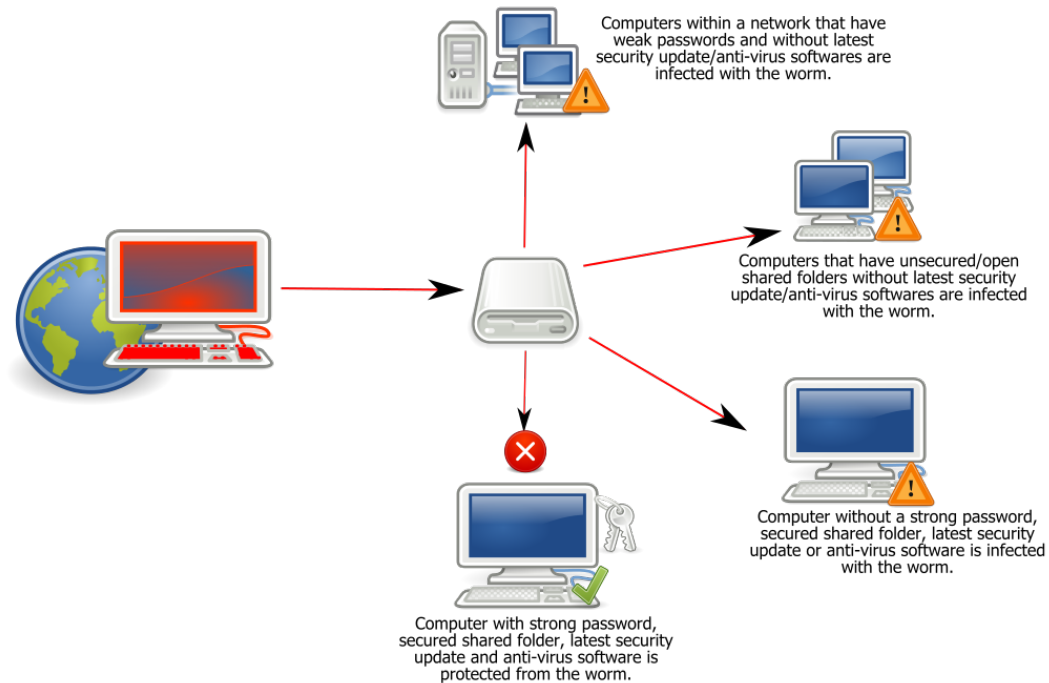 Computers within a network that have
weak passwords and without latest
security update/anti-virus softwares are
infected with the worm.
Computers that have unsecured/open
shared folders without latest security
update/anti-virus softwares are infected
with the worm.
Computer without a strong password,
secured shared folder, latest security
update or anti-virus software is infected
with the worm.
Computer with strong password,
secured shared folder, latest security
update and anti-virus software is
protected from the worm.